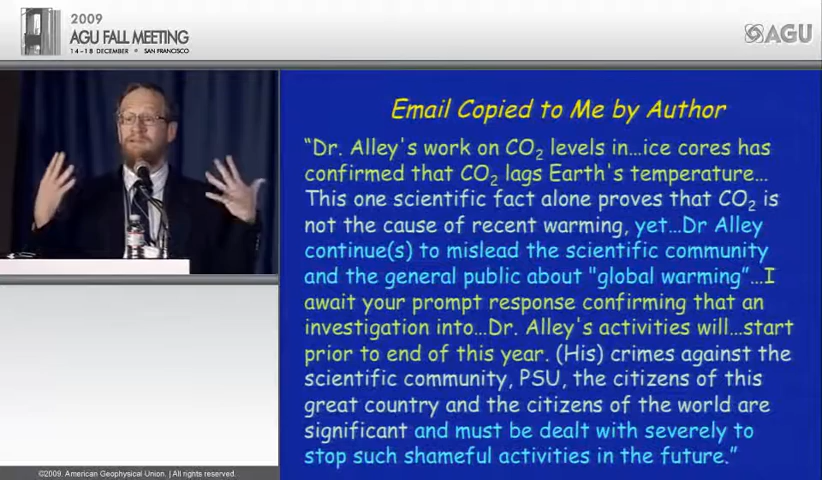 2009
AGU FALL MEETING
14-18 DECEMBER • SAN FRANCISCO
AGU
Email Copied to Me by Author
“Dr. Alley's work on CO₂ levels in…ice cores has
confirmed that CO₂ lags Earth's temperature…
This one scientific fact alone proves that CO₂ is
not the cause of recent warming, yet…Dr Alley
continue(s) to mislead the scientific community
and the general public about "global warming”…I
await your prompt response confirming that an
investigation into…Dr. Alley's activities will…start
prior to end of this year. (His) crimes against the
scientific community, PSU, the citizens of this
great country and the citizens of the world are
significant and must be dealt with severely to
stop such shameful activities in the future.”
©2009. American Geophysical Union. | All rights reserved.